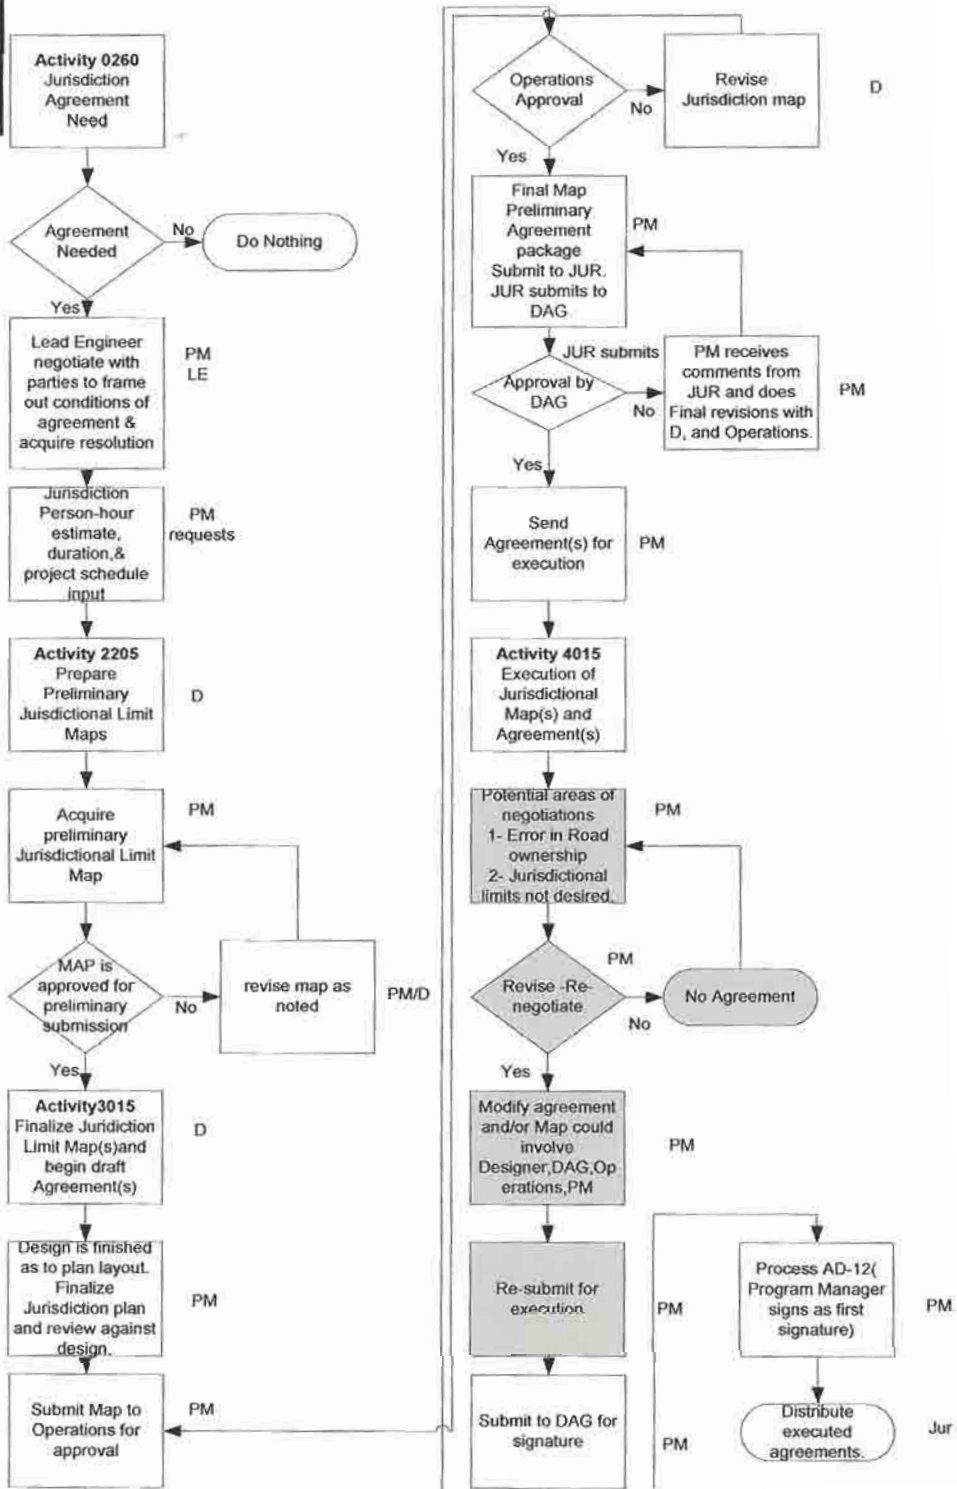 Activity 0260
Jurisdiction
Agreement
Need
Agreement
Needed
No
Do Nothing
Yes
Lead Engineer
negotiate with
parties to frame
out conditions of
agreement &
acquire resolution
PM
LE
Jurisdiction
Person-hour
estimate,
duration,&
project schedule
input
PM
requests
Activity 2205
Prepare
Preliminary
Juisdictional Limit
Maps
D
Acquire
preliminary
Jurisdictional Limit
Map
PM
MAP is
approved for
preliminary
submission
No
revise map as
noted
PM/D
Yes
Activity3015
Finalize Juridiction
Limit Map(s)and
begin draft
Agreement(s)
D
Design is finished
as to plan layout.
Finalize
Jurisdiction plan
and review against
design.
PM
Submit Map to
Operations for
approval
PM
Operations
Approval
No
Revise
Jurisdiction map
D
Yes
Final Map
Preliminary
Agreement
package
Submit to JUR.
JUR submits to
DAG
PM
JUR submits
Approval by
DAG
No
PM receives
comments from
JUR and does
Final revisions with
D, and Operations.
PM
Yes
Send
Agreement(s) for
execution
PM
Activity 4015
Execution of
Jurisdictional
Map(s) and
Agreement(s)
Potential areas of
negotiations
1- Error in Road
ownership
2- Jurisdictional
limits not desired.
PM
Revise -Re-
negotiate
PM
No
No Agreement
Yes
Modify agreement
and/or Map could
involve
Designer,DAG,Op
erations,PM
PM
Re-submit for
execution
PM
Submit to DAG for
signature
PM
Process AD-12(
Program Manager
signs as first
signature)
PM
Distribute
executed
agreements.
Jur